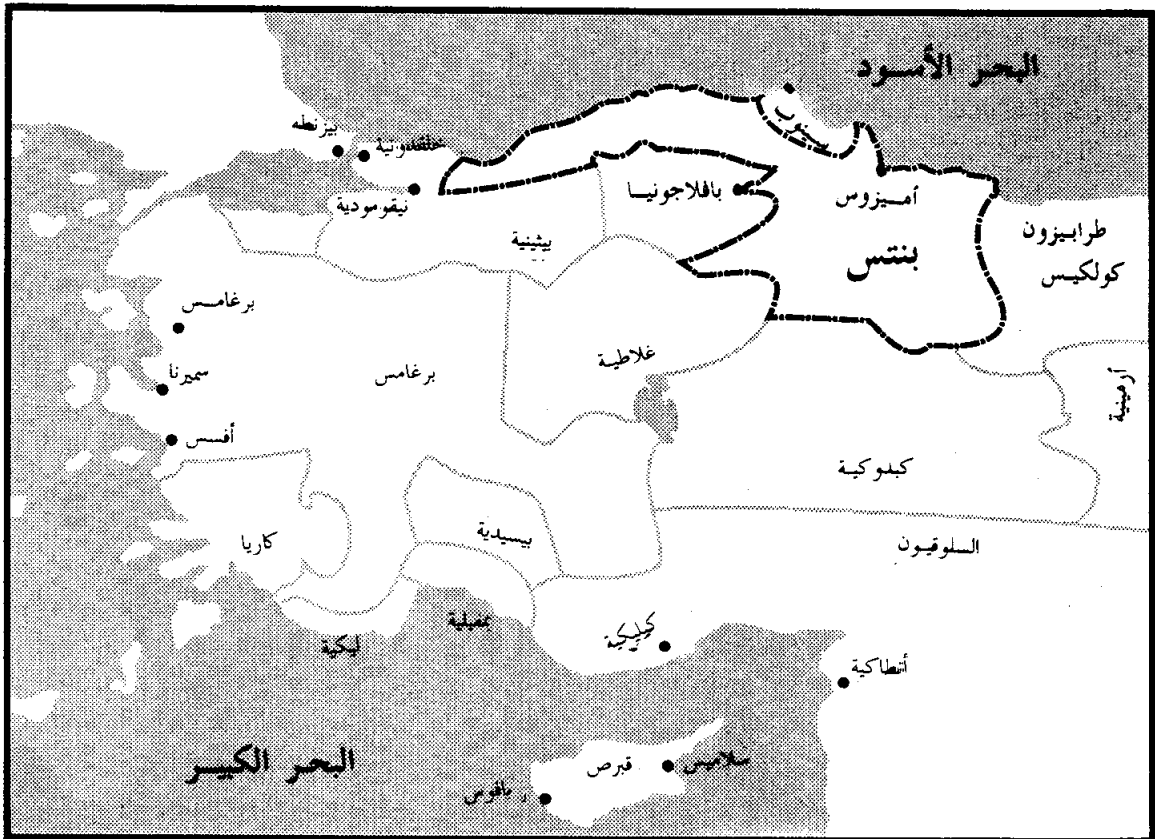 البحر الأسود
سينوب
بيزنطه
خلقدونية
نيقومودية
بافلاجونيا
أميزوس
طرابيزون
كولكيس
بنتس
بيثينية
برغامس
غلاطية
برغامس
سميرنا
أرمينية
أفسس
كبدوكية
كاريا
بيسيدية
السلوقيون
بمفيلية
كيليكية
ليكية
أنطاكية
البحر الكبير
قبرص
سلاميس
بافوس